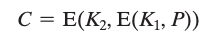 C = E(K₂, E(K₁, P))